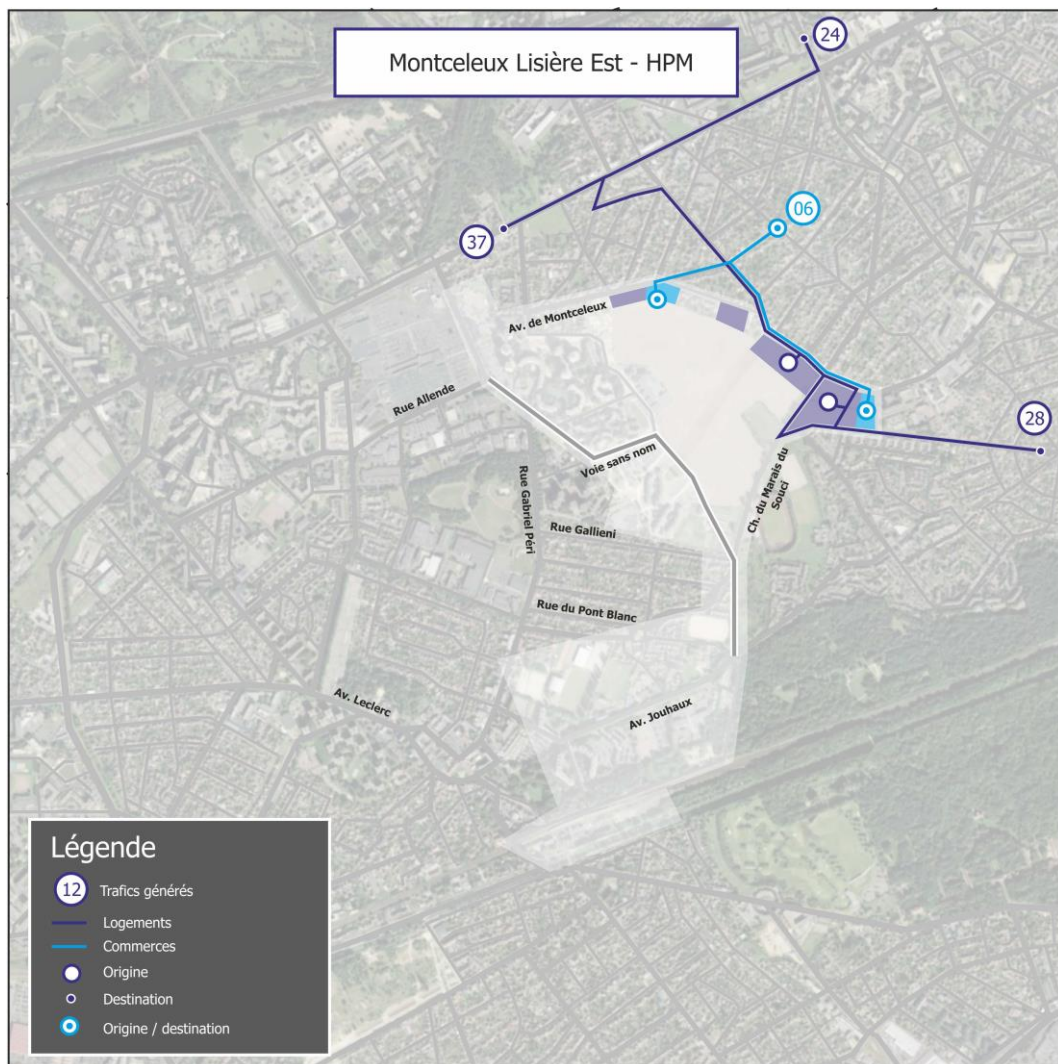 Montceleux Lisière Est - HPM
24
06
37
Av. de Montceleux
Rue Allende
28
Voie sans nom
Ch. du Marais du
Souci
Rue Gabriel Péri
Rue Gallieni
Rue du Pont Blanc
Av. Leclerc
Av. Jouhaux
Légende
12 Trafics générés
Logements
Commerces
Origine
Destination
Origine / destination